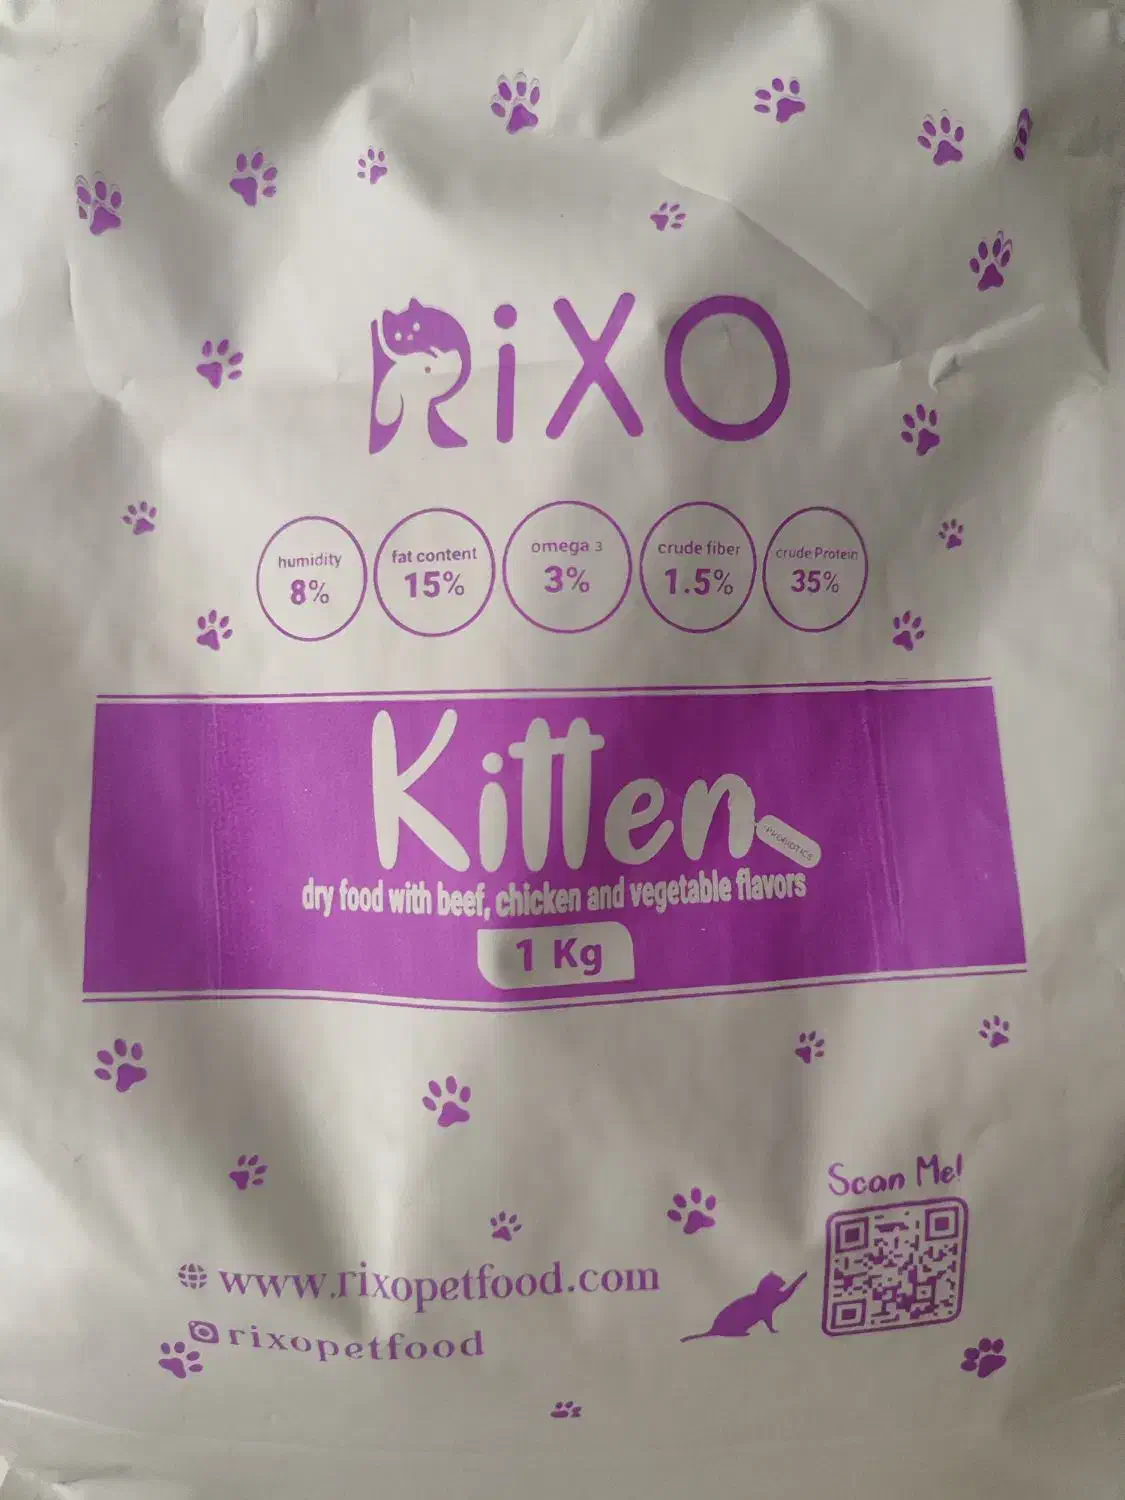 RiXO
humidity
8%
fat content
15%
omega 3
3%
crude fiber
1.5%
crude Protein
35%
Kitten
PROBIOTICS
dry food with beef, chicken and vegetable flavors
1 Kg
Scan Me!
www.rixopetfood.com
rixopetfood